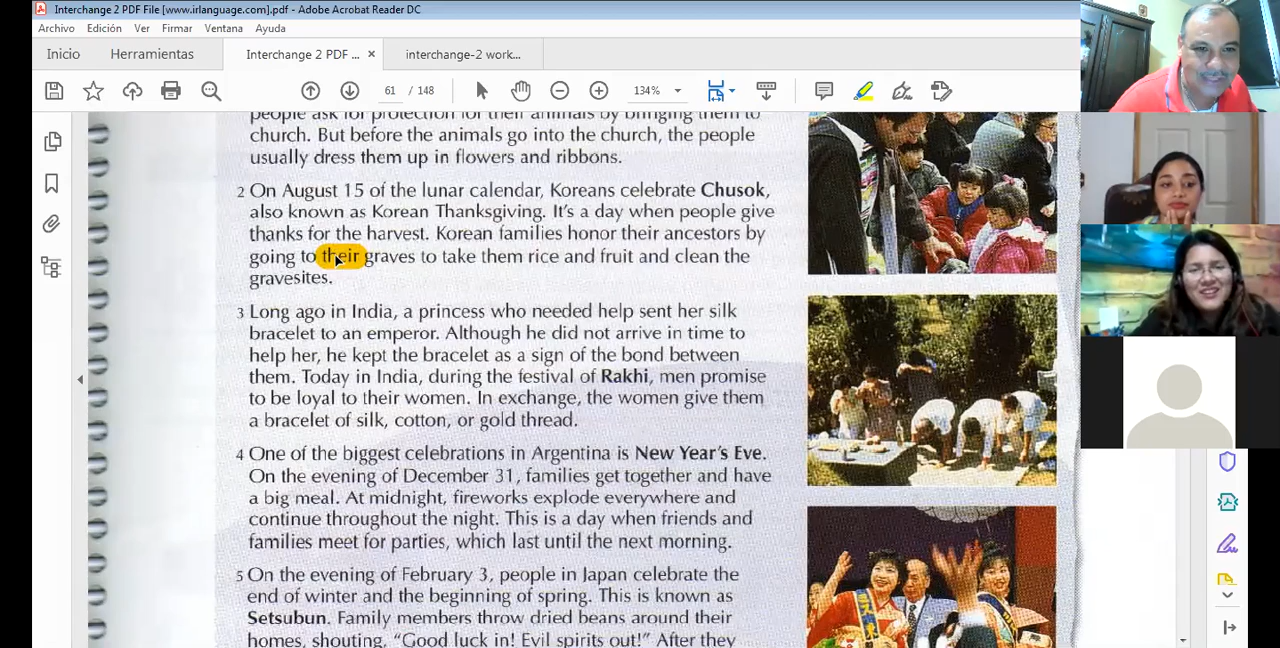 Interchange 2 PDF File [www.irlanguage.com].pdf - Adobe Acrobat Reader DC
Archivo Edición Ver Firmar Ventana Ayuda
Inicio Herramientas Interchange 2 PDF ... × interchange-2 work...
61 / 148 134%
people ask for protection for their animals by bringing them to
church. But before the animals go into the church, the people
usually dress them up in flowers and ribbons.
2 On August 15 of the lunar calendar, Koreans celebrate Chusok,
also known as Korean Thanksgiving. It's a day when people give
thanks for the harvest. Korean families honor their ancestors by
going to their graves to take them rice and fruit and clean the
gravesites.
3 Long ago in India, a princess who needed help sent her silk
bracelet to an emperor. Although he did not arrive in time to
help her, he kept the bracelet as a sign of the bond between
them. Today in India, during the festival of Rakhi, men promise
to be loyal to their women. In exchange, the women give them
a bracelet of silk, cotton, or gold thread.
4 One of the biggest celebrations in Argentina is New Year's Eve.
On the evening of December 31, families get together and have
a big meal. At midnight, fireworks explode everywhere and
continue throughout the night. This is a day when friends and
families meet for parties, which last until the next morning.
5 On the evening of February 3, people in Japan celebrate the
end of winter and the beginning of spring. This is known as
Setsubun. Family members throw dried beans around their
homes, shouting, "Good luck in! Evil spirits out!" After they